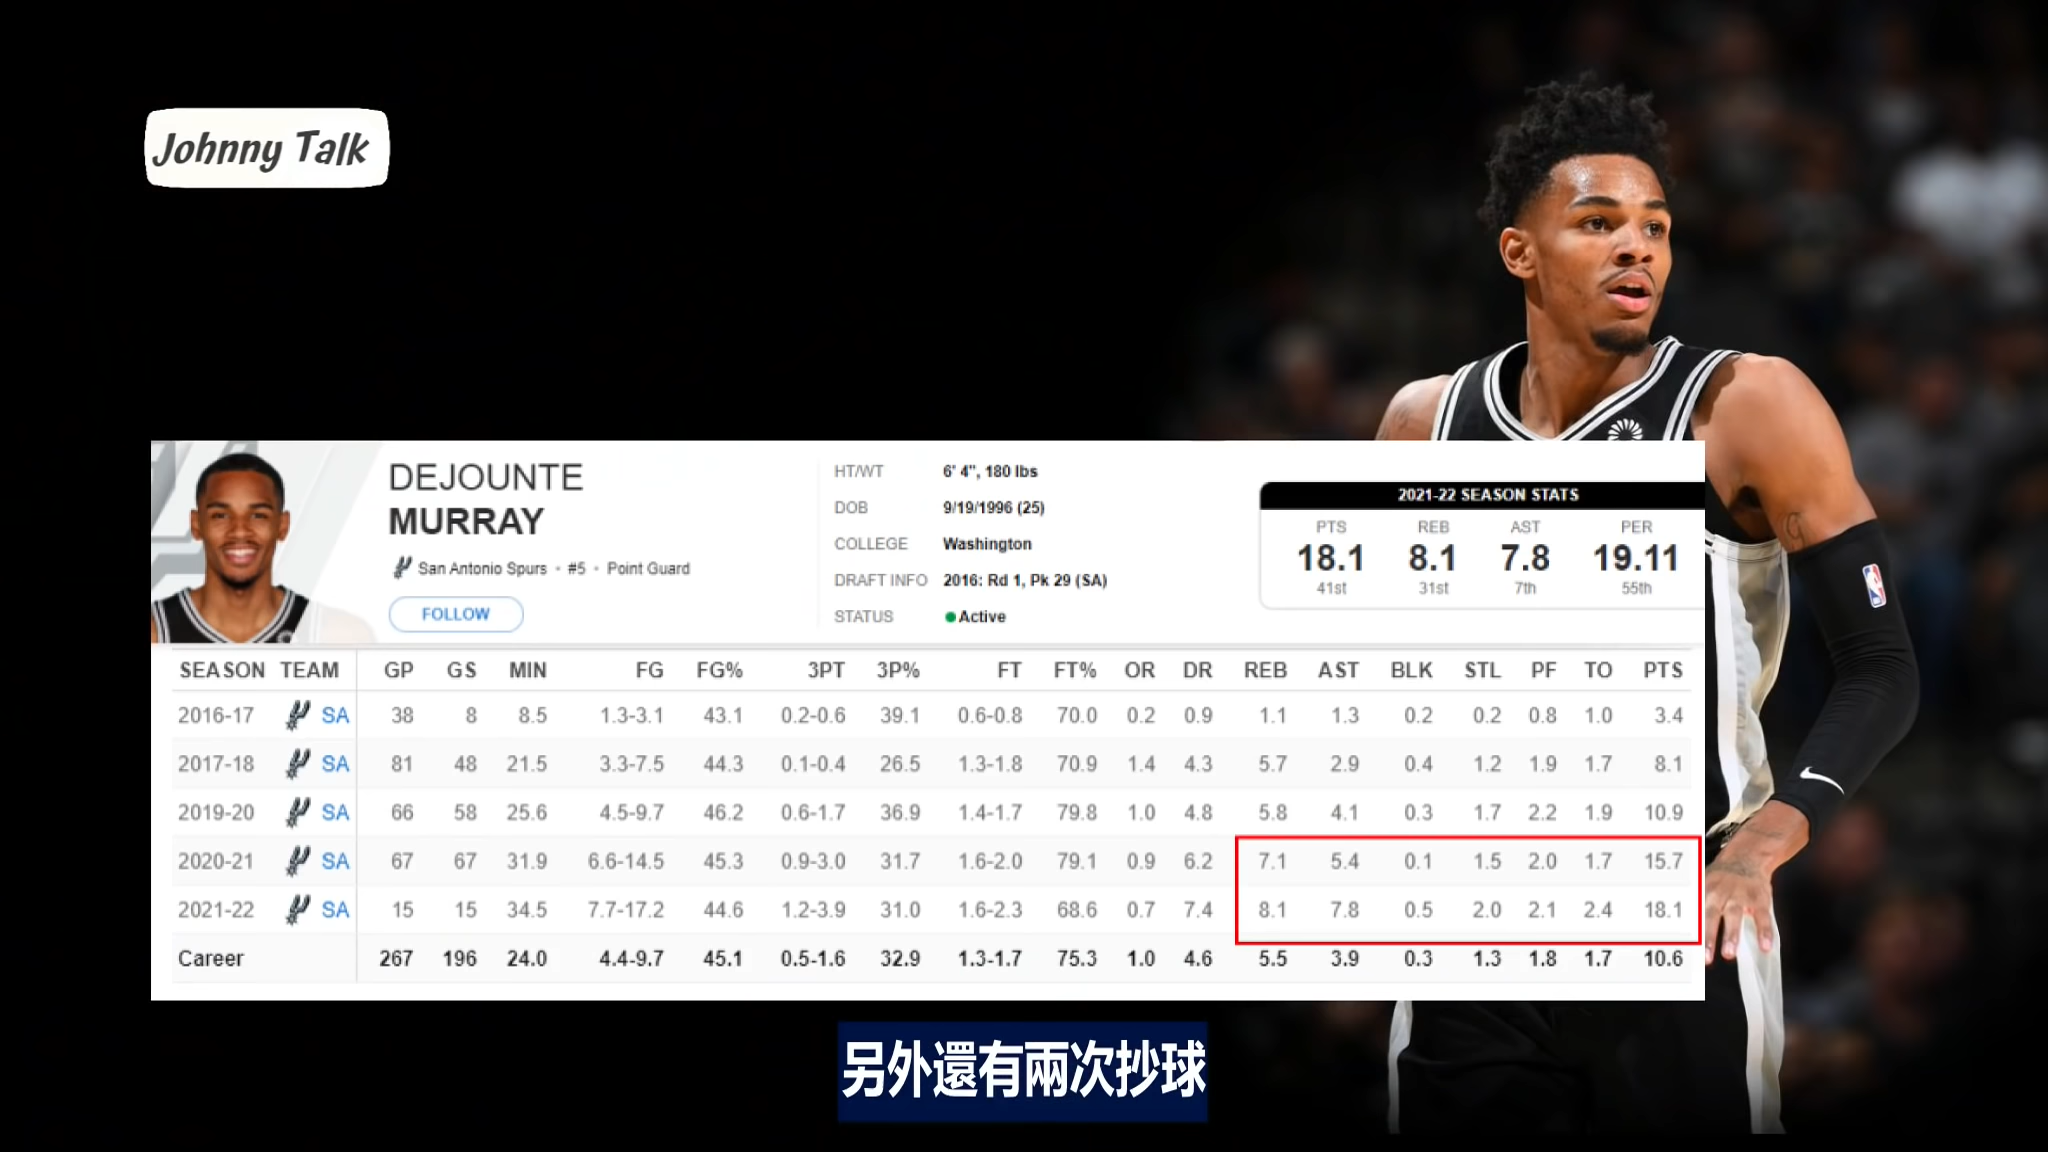 Johnny Talk
DEJOUNTE
MURRAY
San Antonio Spurs • #5 • Point Guard
FOLLOW
HT/WT 6' 4", 180 lbs
DOB 9/19/1996 (25)
COLLEGE Washington
DRAFT INFO 2016: Rd 1, Pk 29 (SA)
STATUS Active
2021-22 SEASON STATS
PTS REB AST PER
18.1 8.1 7.8 19.11
41st 31st 7th 55th
SEASON TEAM GP GS MIN FG FG% 3PT 3P% FT FT% OR DR REB AST BLK STL PF TO PTS
2016-17 SA 38 8 8.5 1.3-3.1 43.1 0.2-0.6 39.1 0.6-0.8 70.0 0.2 0.9 1.1 1.3 0.2 0.2 0.8 1.0 3.4
2017-18 SA 81 48 21.5 3.3-7.5 44.3 0.1-0.4 26.5 1.3-1.8 70.9 1.4 4.3 5.7 2.9 0.4 1.2 1.9 1.7 8.1
2019-20 SA 66 58 25.6 4.5-9.7 46.2 0.6-1.7 36.9 1.4-1.7 79.8 1.0 4.8 5.8 4.1 0.3 1.7 2.2 1.9 10.9
2020-21 SA 67 67 31.9 6.6-14.5 45.3 0.9-3.0 31.7 1.6-2.0 79.1 0.9 6.2 7.1 5.4 0.1 1.5 2.0 1.7 15.7
2021-22 SA 15 15 34.5 7.7-17.2 44.6 1.2-3.9 31.0 1.6-2.3 68.6 0.7 7.4 8.1 7.8 0.5 2.0 2.1 2.4 18.1
Career 267 196 24.0 4.4-9.7 45.1 0.5-1.6 32.9 1.3-1.7 75.3 1.0 4.6 5.5 3.9 0.3 1.3 1.8 1.7 10.6
另外還有兩次抄球